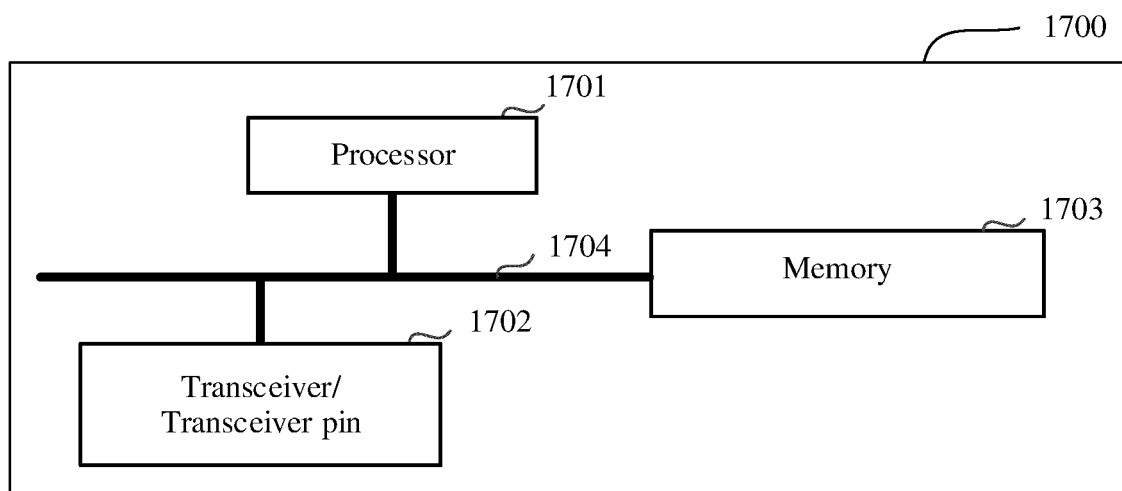 1700
1701
Processor
1703
1704
Memory
1702
Transceiver/
Transceiver pin